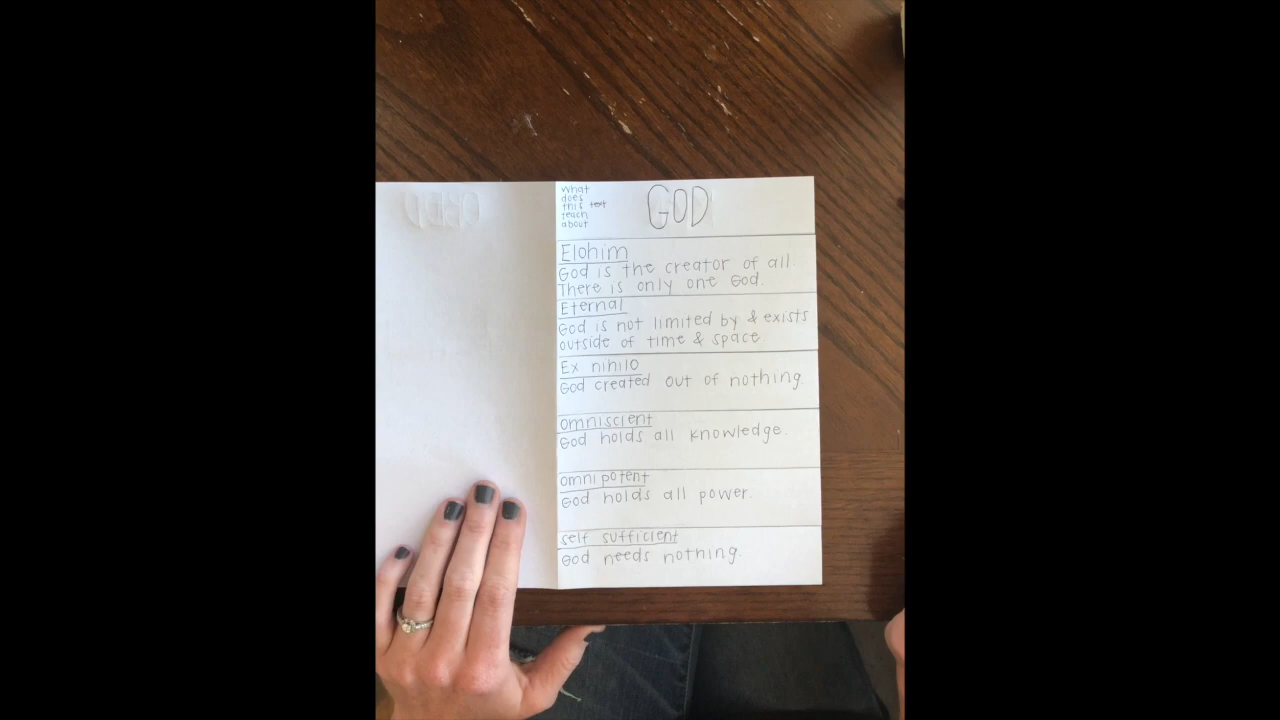 what
does
this text
teach
about
GOD
Elohim
God is the creator of all.
There is only one God.
Eternal
God is not limited by & exists
outside of time & space.
Ex nihilo
God created out of nothing.
omniscient
God holds all knowledge.
omnipotent
God holds all power.
self sufficient
God needs nothing.